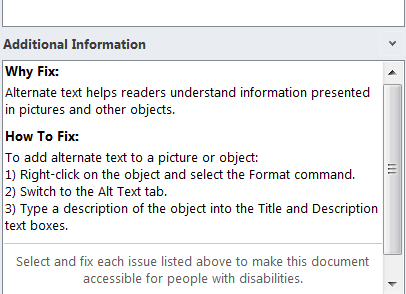 Additional Information
Why Fix:
Alternate text helps readers understand information presented
in pictures and other objects.
How To Fix:
To add alternate text to a picture or object:
1) Right-click on the object and select the Format command.
2) Switch to the Alt Text tab.
3) Type a description of the object into the Title and Description
text boxes.
Select and fix each issue listed above to make this document
accessible for people with disabilities.